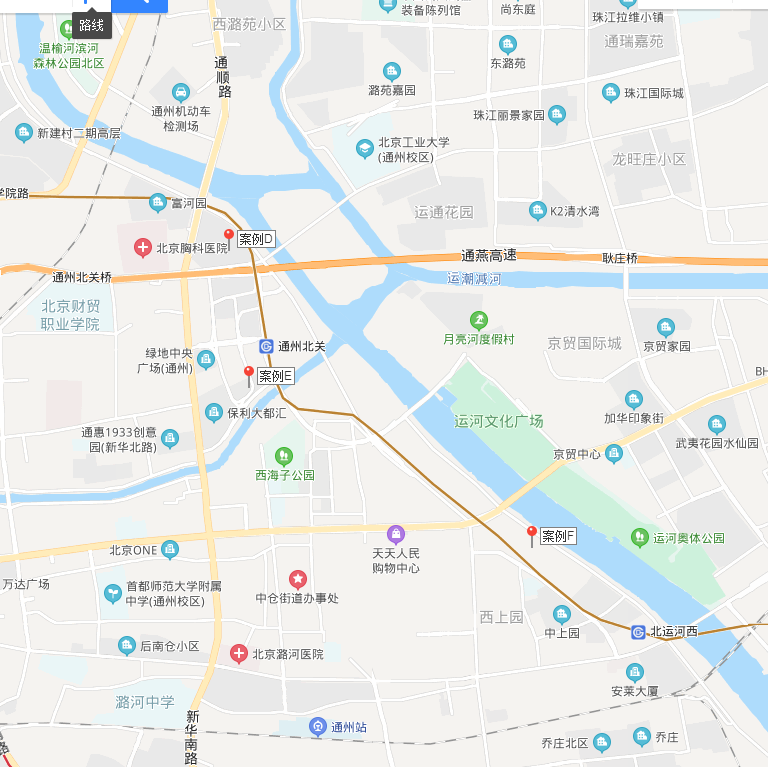 路线
装备陈列馆
尚东庭
珠江拉维小镇
西潞苑小区
通瑞嘉苑
温榆河滨河
森林公园北区
通顺路
东潞苑
潞苑嘉园
珠江国际城
通州机动车
检测场
珠江丽景家园
新建村二期高层
北京工业大学
(通州校区)
龙旺庄小区
学院路
富河园
运通花园
K2清水湾
案例D
北京胸科医院
通燕高速
耿庄桥
通州北关桥
运潮减河
北京财贸
职业学院
月亮河度假村
京贸国际城
京贸家园
通州北关
绿地中央
广场(通州)
案例E
BH
保利大都汇
加华印象街
运河文化广场
通惠1933创意
园(新华北路)
武夷花园水仙园
京贸中心
西海子公园
案例F
运河奥体公园
北京ONE
天天人民
购物中心
万达广场
首都师范大学附属
中学(通州校区)
中仓街道办事处
西上园
中上园
北运河西
后南仓小区
北京潞河医院
安莱大厦
潞河中学
新华南路
通州站
乔庄北区
乔庄
路